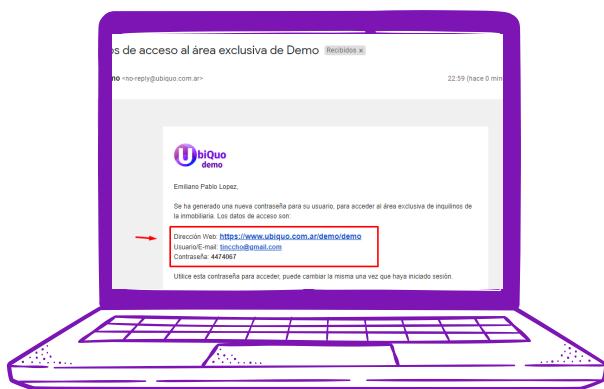 os de acceso al área exclusiva de Demo Recibidos x
mo <no-reply@ubiquo.com.ar> 22:59 (hace 0 min
UbiQuo
demo
Emiliano Pablo Lopez,
Se ha generado una nueva contraseña para su usuario, para acceder al área exclusiva de inquilinos de
la inmobiliaria. Los datos de acceso son:
Dirección Web: https://www.ubiquo.com.ar/demo/demo
Usuario/E-mail: tinccho@gmail.com
Contraseña: 4474067
Utilice esta contraseña para acceder, puede cambiar la misma una vez que haya iniciado sesión.